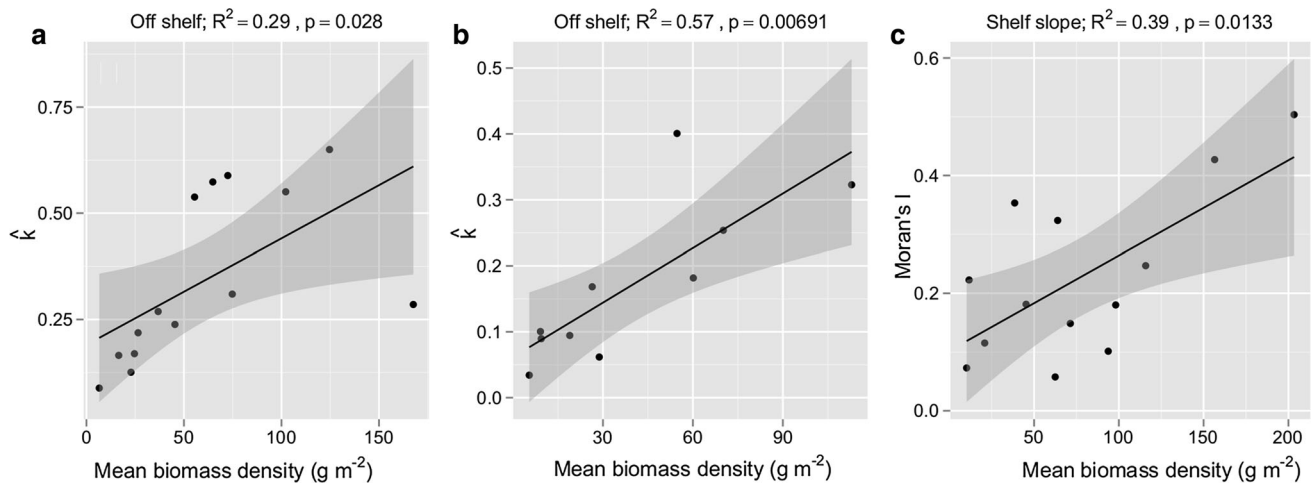 a
Off shelf; R² = 0.29 , p = 0.028
k̂
0.75
0.50
0.25
0
50
100
150
Mean biomass density (g m⁻²)
b
Off shelf; R² = 0.57 , p = 0.00691
k̂
0.5
0.4
0.3
0.2
0.1
0.0
30
60
90
Mean biomass density (g m⁻²)
c
Shelf slope; R² = 0.39 , p = 0.0133
Moran's I
0.6
0.4
0.2
0.0
50
100
150
200
Mean biomass density (g m⁻²)